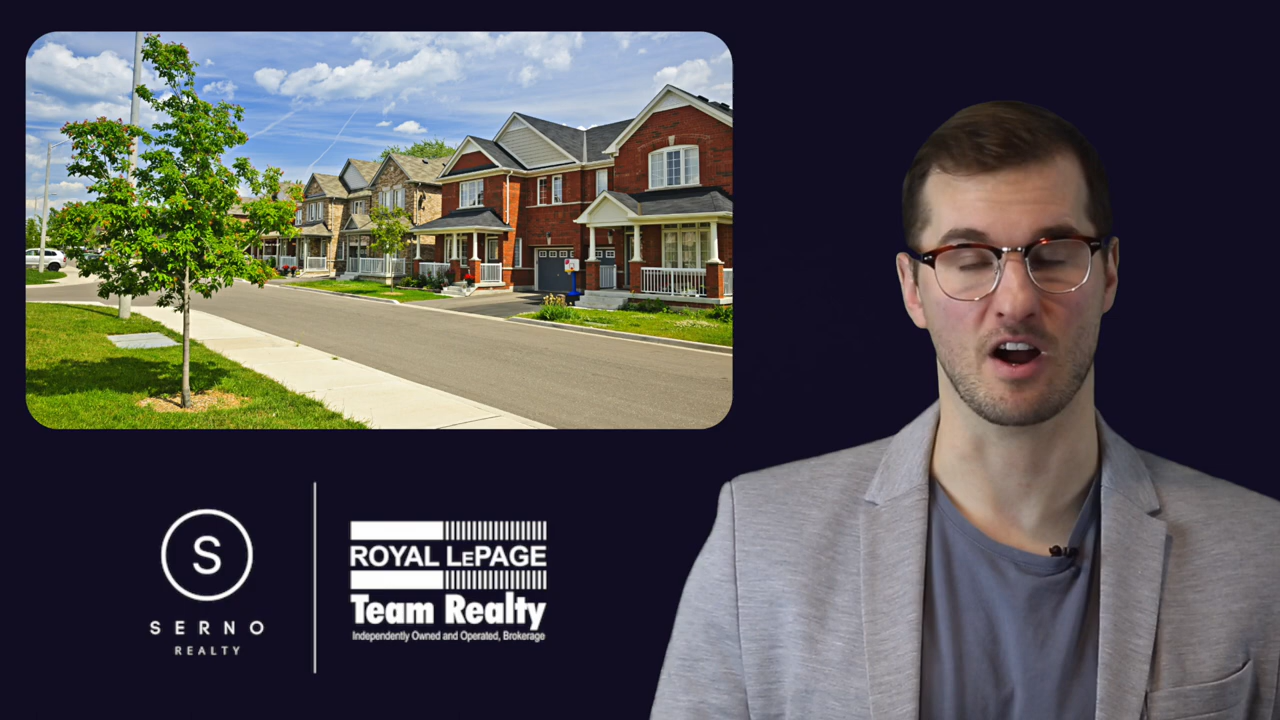 S
SERNO
REALTY
ROYAL LEPAGE
Team Realty
Independently Owned and Operated, Brokerage